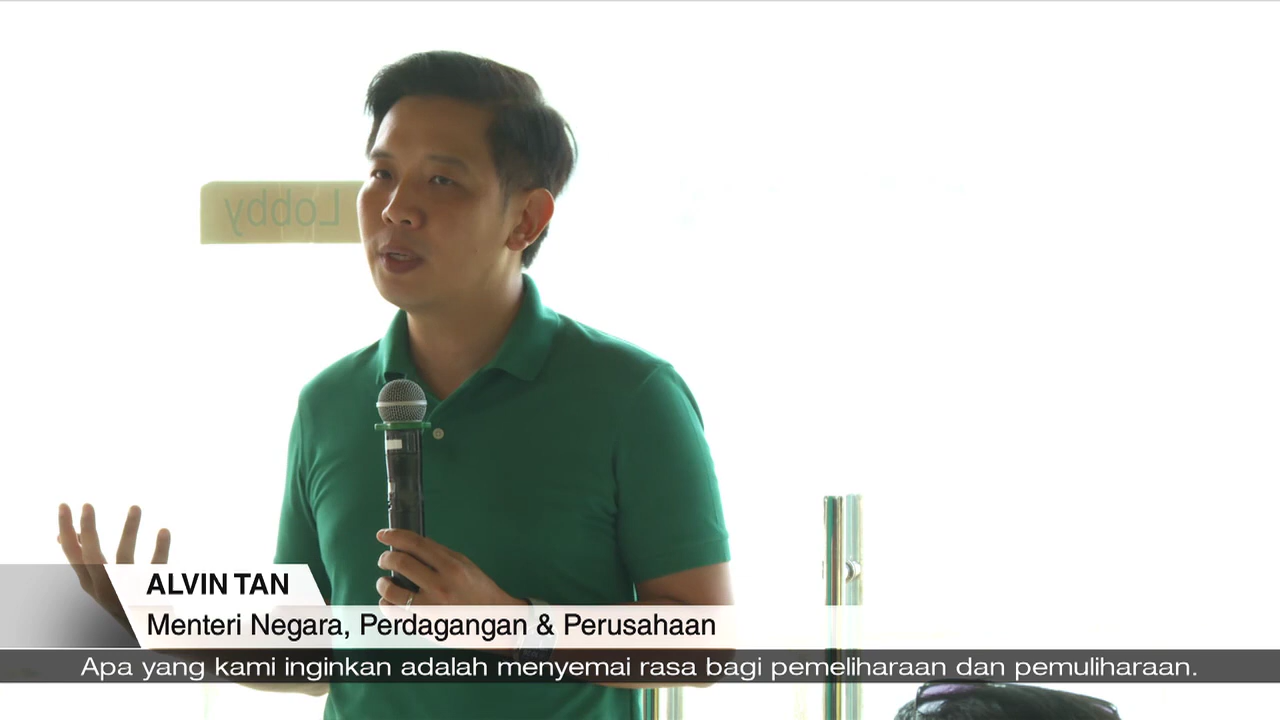 Lobby
ALVIN TAN
Menteri Negara, Perdagangan & Perusahaan
Apa yang kami inginkan adalah menyemai rasa bagi pemeliharaan dan pemuliharaan.